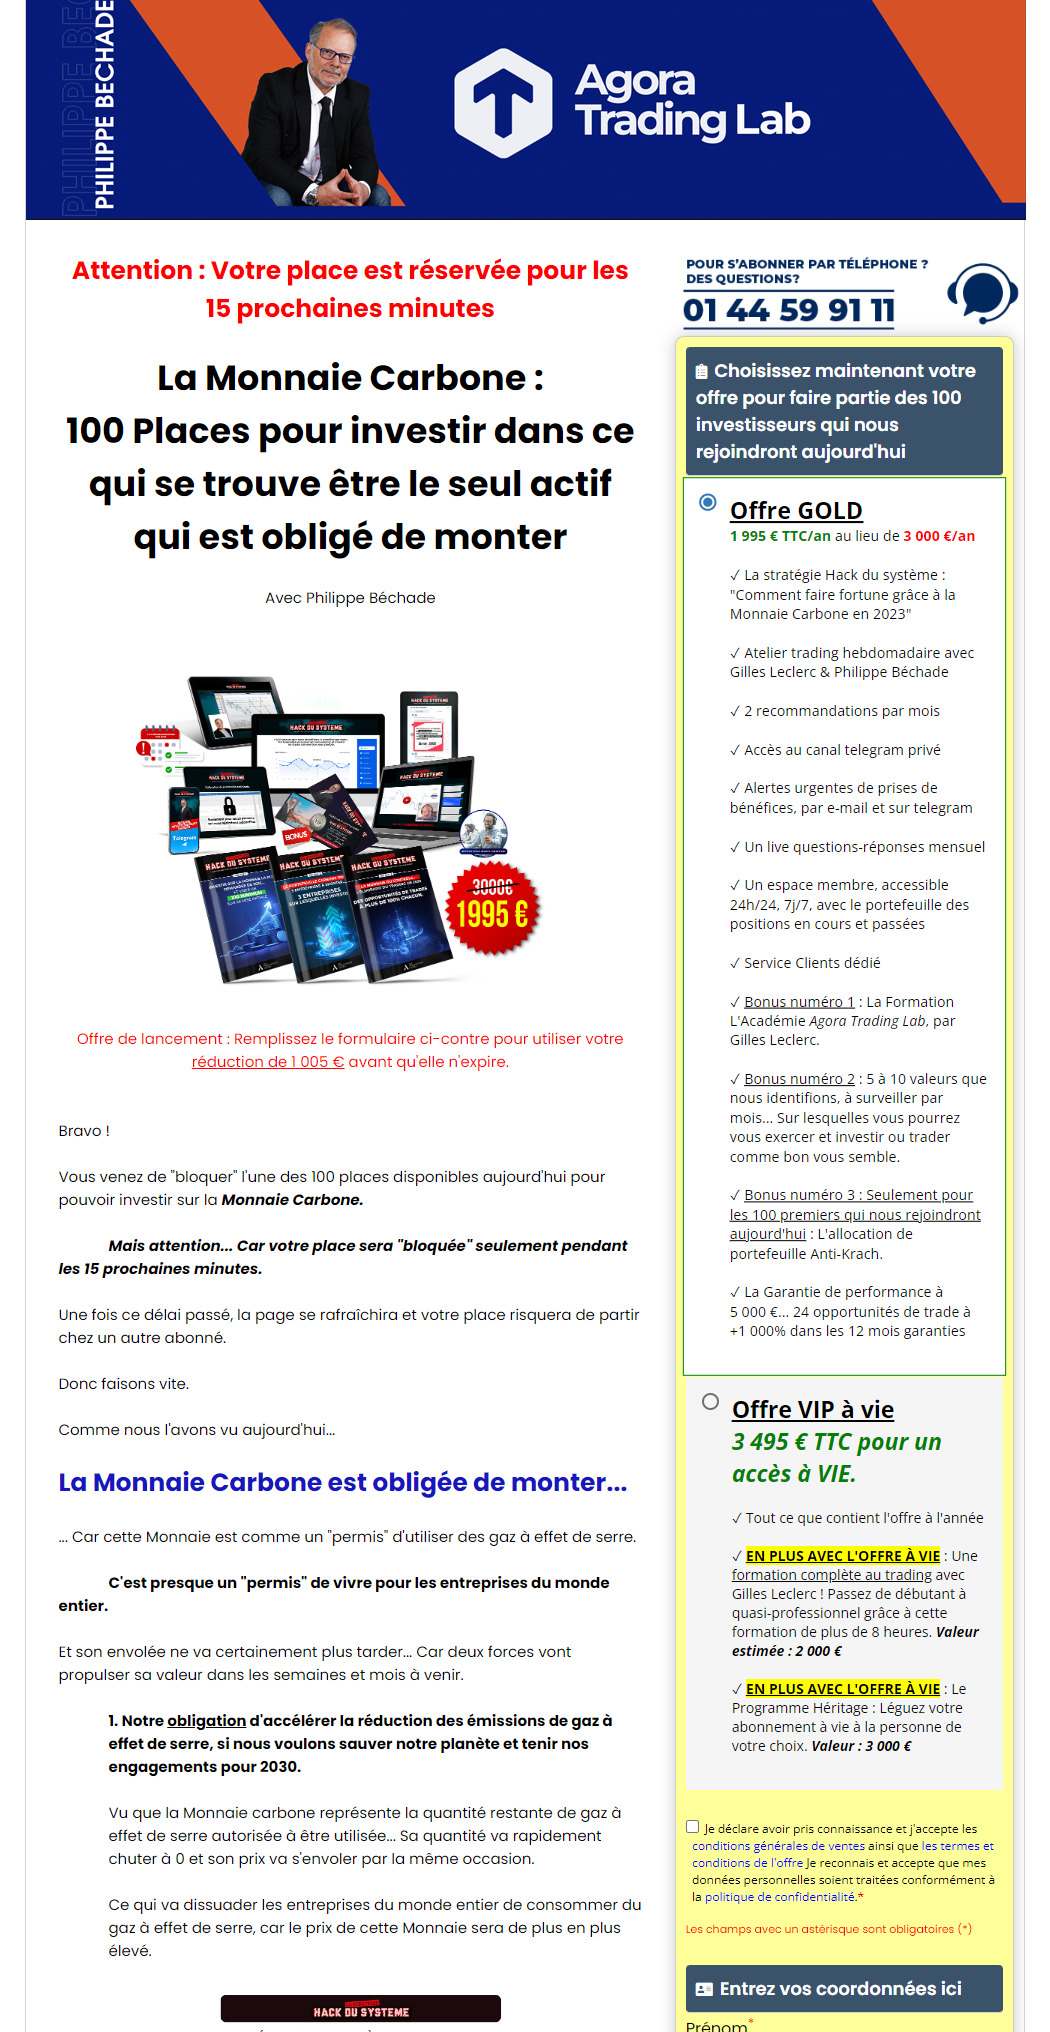 PHILIPPE BECHADE
Agora
Trading Lab
Attention : Votre place est réservée pour les
15 prochaines minutes
La Monnaie Carbone :
100 Places pour investir dans ce
qui se trouve être le seul actif
qui est obligé de monter
Avec Philippe Béchade
HACK DU SYSTEME
HACK DU SYSTEME
HACK DU SYSTEME
Telegram
BONUS
HACK DU SYSTEME
HACK DU SYSTEME
HACK DU SYSTEME
3 ENTREPRISES
DES OPPORTUNITÉS DE TRADES
À PLUS DE 100% CHACUN
3000€
1995 €
Offre de lancement : Remplissez le formulaire ci-contre pour utiliser votre
réduction de 1 005 € avant qu'elle n'expire.
Bravo !
Vous venez de "bloquer" l'une des 100 places disponibles aujourd'hui pour
pouvoir investir sur la Monnaie Carbone.
Mais attention... Car votre place sera "bloquée" seulement pendant
les 15 prochaines minutes.
Une fois ce délai passé, la page se rafraîchira et votre place risquera de partir
chez un autre abonné.
Donc faisons vite.
Comme nous l'avons vu aujourd'hui...
La Monnaie Carbone est obligée de monter...
... Car cette Monnaie est comme un "permis" d'utiliser des gaz à effet de serre.
C'est presque un "permis" de vivre pour les entreprises du monde
entier.
Et son envolée ne va certainement plus tarder... Car deux forces vont
propulser sa valeur dans les semaines et mois à venir.
1. Notre obligation d'accélérer la réduction des émissions de gaz à
effet de serre, si nous voulons sauver notre planète et tenir nos
engagements pour 2030.
Vu que la Monnaie carbone représente la quantité restante de gaz à
effet de serre autorisée à être utilisée... Sa quantité va rapidement
chuter à 0 et son prix va s'envoler par la même occasion.
Ce qui va dissuader les entreprises du monde entier de consommer du
gaz à effet de serre, car le prix de cette Monnaie sera de plus en plus
élevé.
HACK DU SYSTEME
POUR S'ABONNER PAR TÉLÉPHONE ?
DES QUESTIONS?
01 44 59 91 11
Choisissez maintenant votre
offre pour faire partie des 100
investisseurs qui nous
rejoindront aujourd'hui
Offre GOLD
1 995 € TTC/an au lieu de 3 000 €/an
✓ La stratégie Hack du système :
"Comment faire fortune grâce à la
Monnaie Carbone en 2023"
✓ Atelier trading hebdomadaire avec
Gilles Leclerc & Philippe Béchade
✓ 2 recommandations par mois
✓ Accès au canal telegram privé
✓ Alertes urgentes de prises de
bénéfices, par e-mail et sur telegram
✓ Un live questions-réponses mensuel
✓ Un espace membre, accessible
24h/24, 7j/7, avec le portefeuille des
positions en cours et passées
✓ Service Clients dédié
✓ Bonus numéro 1 : La Formation
L'Académie Agora Trading Lab, par
Gilles Leclerc.
✓ Bonus numéro 2 : 5 à 10 valeurs que
nous identifions, à surveiller par
mois... Sur lesquelles vous pourrez
vous exercer et investir ou trader
comme bon vous semble.
✓ Bonus numéro 3 : Seulement pour
les 100 premiers qui nous rejoindront
aujourd'hui : L'allocation de
portefeuille Anti-Krach.
✓ La Garantie de performance à
5 000 €... 24 opportunités de trade à
+1 000% dans les 12 mois garanties
Offre VIP à vie
3 495 € TTC pour un
accès à VIE.
✓ Tout ce que contient l'offre à l'année
✓ EN PLUS AVEC L'OFFRE À VIE : Une
formation complète au trading avec
Gilles Leclerc ! Passez de débutant à
quasi-professionnel grâce à cette
formation de plus de 8 heures. Valeur
estimée : 2 000 €
✓ EN PLUS AVEC L'OFFRE À VIE : Le
Programme Héritage : Léguez votre
abonnement à vie à la personne de
votre choix. Valeur : 3 000 €
Je déclare avoir pris connaissance et j'accepte les
conditions générales de ventes ainsi que les termes et
conditions de l'offre Je reconnais et accepte que mes
données personnelles soient traitées conformément à
la politique de confidentialité.*
Les champs avec un astérisque sont obligatoires (*)
Entrez vos coordonnées ici
Prénom*